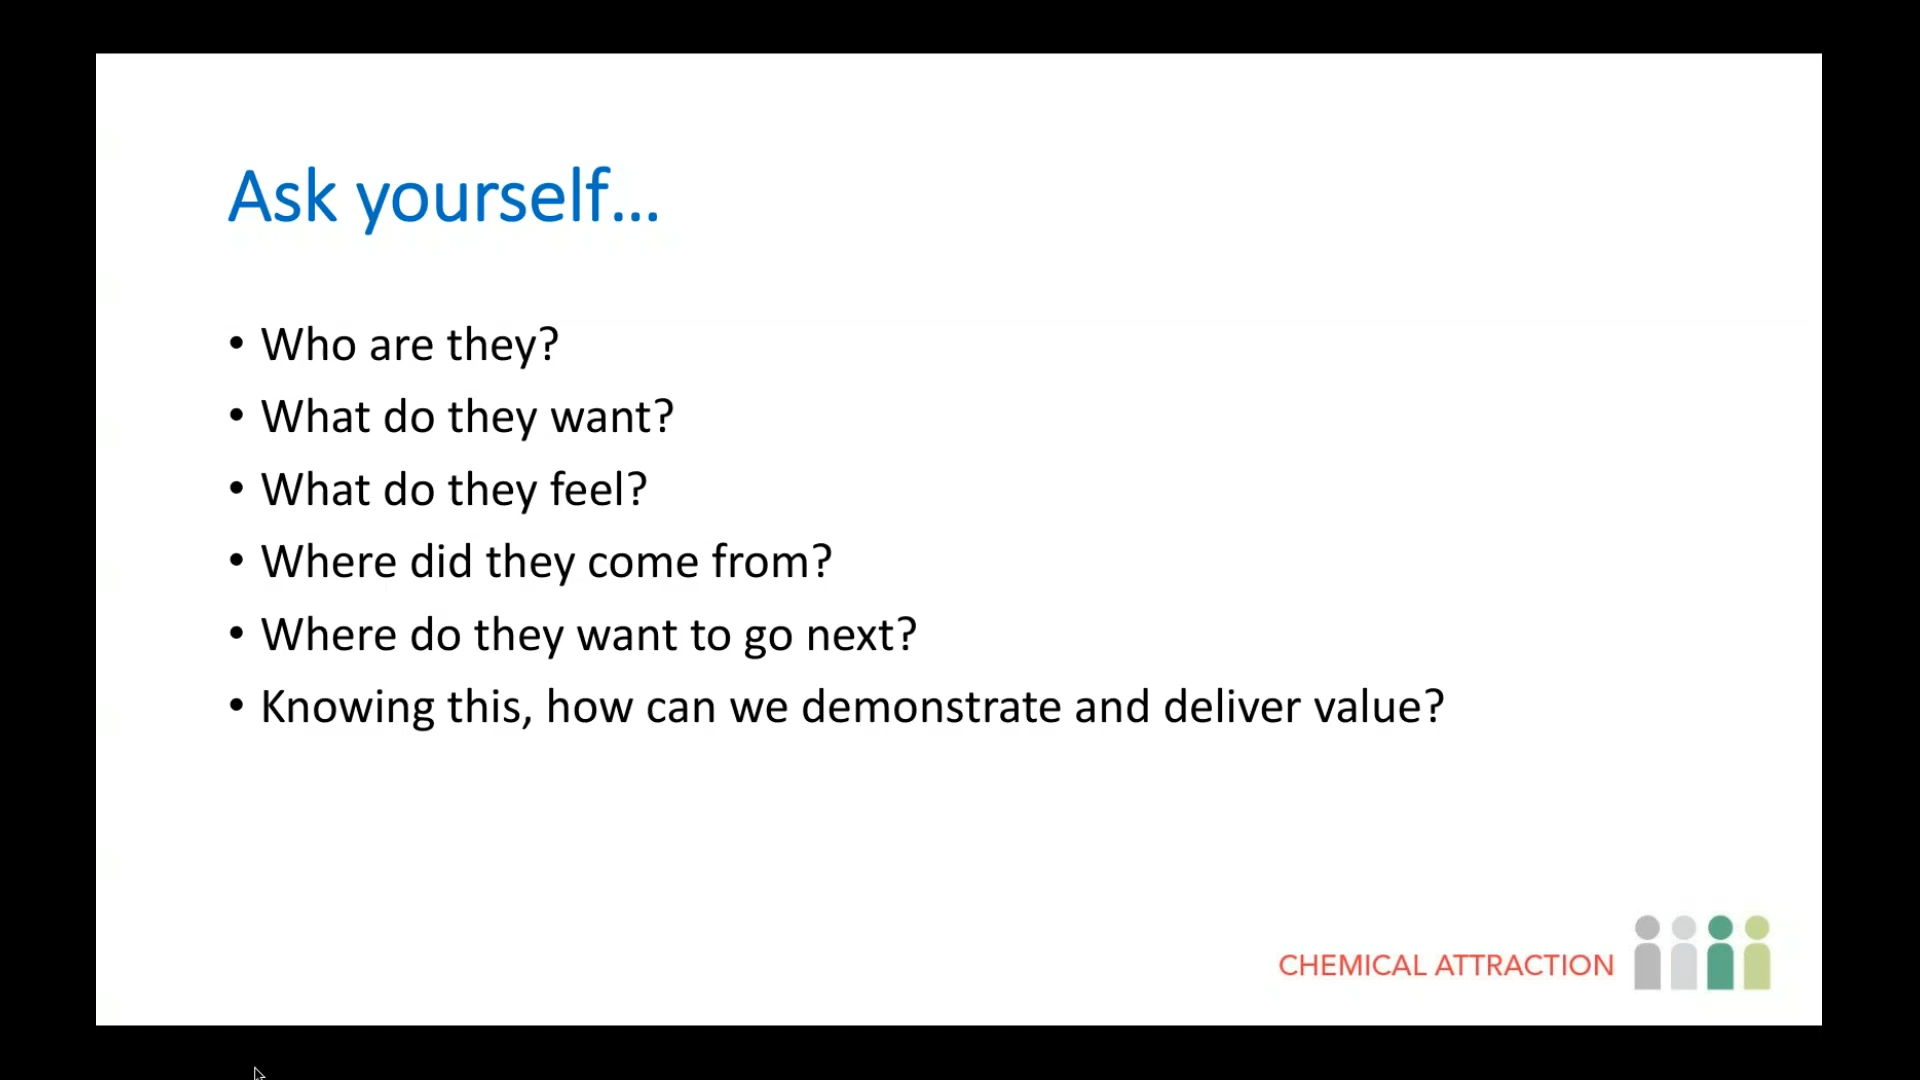 Ask yourself...
• Who are they?
• What do they want?
• What do they feel?
• Where did they come from?
• Where do they want to go next?
• Knowing this, how can we demonstrate and deliver value?
CHEMICAL ATTRACTION